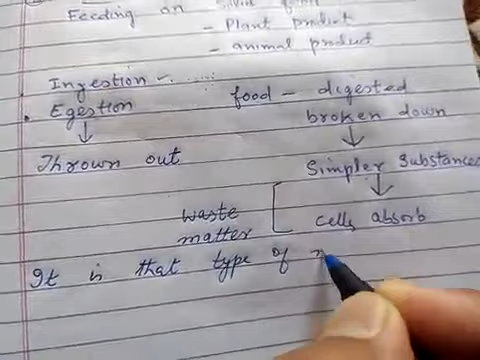 Feeding on solid
- Plant product
- animal product
Ingestion -
• Egestion food - digested
broken down
Thrown out
Simpler substances
waste
matter cells absorb
It is that type of n